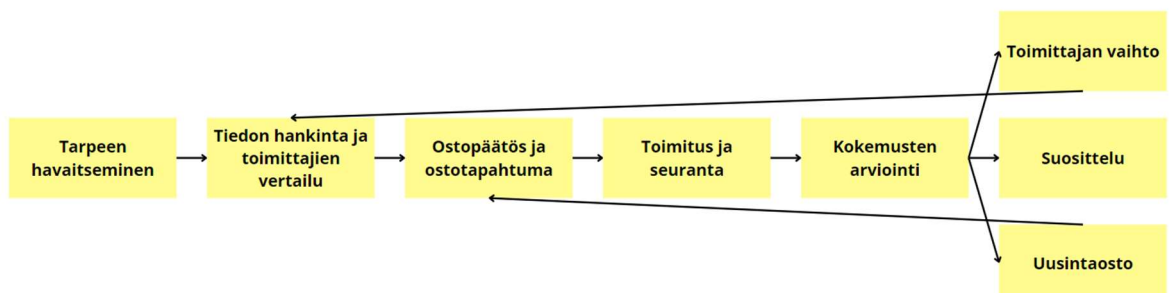 Toimittajan vaihto
Tarpeen
havaitseminen
Tiedon hankinta ja
toimittajien
vertailu
Ostopäätös ja
ostotapahtuma
Toimitus ja
seuranta
Kokemusten
arviointi
Suosittelu
Uusintaosto